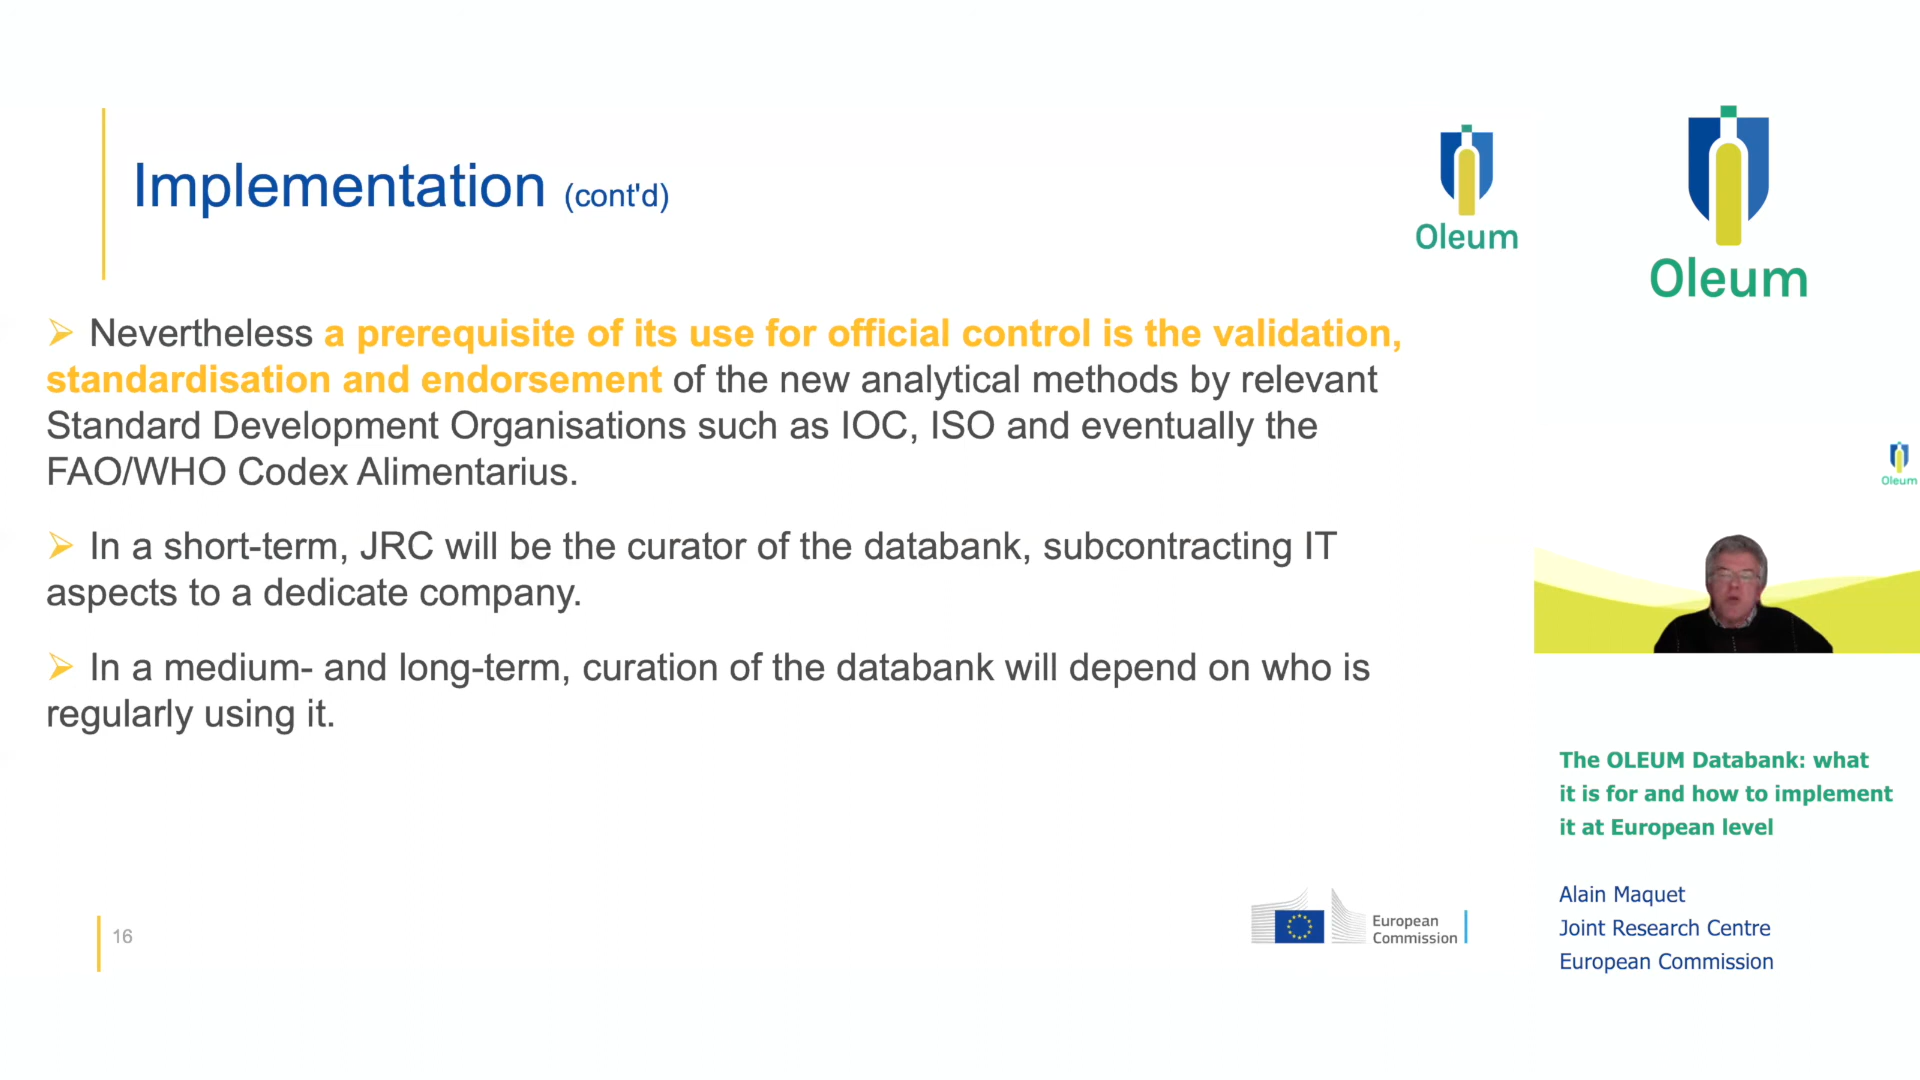 Implementation (cont'd)
Oleum
Oleum
➢ Nevertheless a prerequisite of its use for official control is the validation,
standardisation and endorsement of the new analytical methods by relevant
Standard Development Organisations such as IOC, ISO and eventually the
FAO/WHO Codex Alimentarius.
➢ In a short-term, JRC will be the curator of the databank, subcontracting IT
aspects to a dedicate company.
➢ In a medium- and long-term, curation of the databank will depend on who is
regularly using it.
Oleum
The OLEUM Databank: what
it is for and how to implement
it at European level
Alain Maquet
Joint Research Centre
European Commission
European
Commission
16